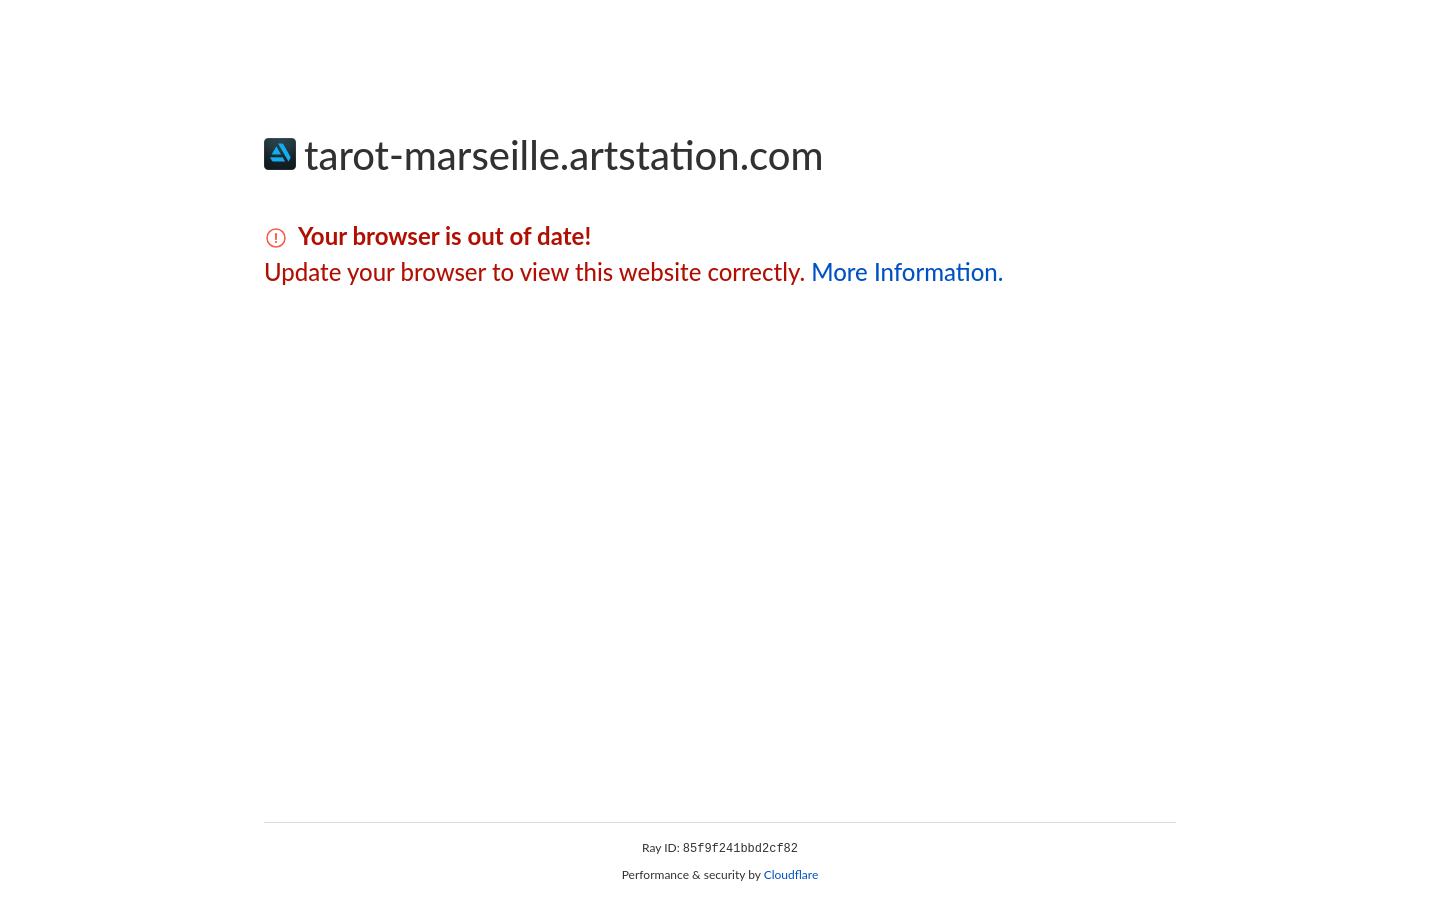 tarot-marseille.artstation.com
Your browser is out of date!
Update your browser to view this website correctly. More Information.
Ray ID: 85f9f241bbd2cf82
Performance & security by Cloudflare